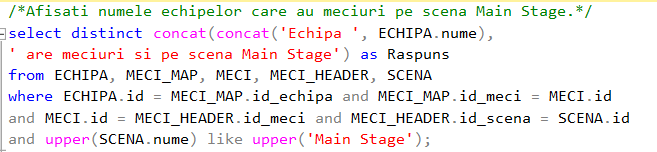 /*Afisati numele echipelor care au meciuri pe scena Main Stage.*/
select distinct concat(concat('Echipa ', ECHIPA.nume),
' are meciuri si pe scena Main Stage') as Raspuns
from ECHIPA, MECI_MAP, MECI, MECI_HEADER, SCENA
where ECHIPA.id = MECI_MAP.id_echipa and MECI_MAP.id_meci = MECI.id
and MECI.id = MECI_HEADER.id_meci and MECI_HEADER.id_scena = SCENA.id
and upper(SCENA.nume) like upper('Main Stage');